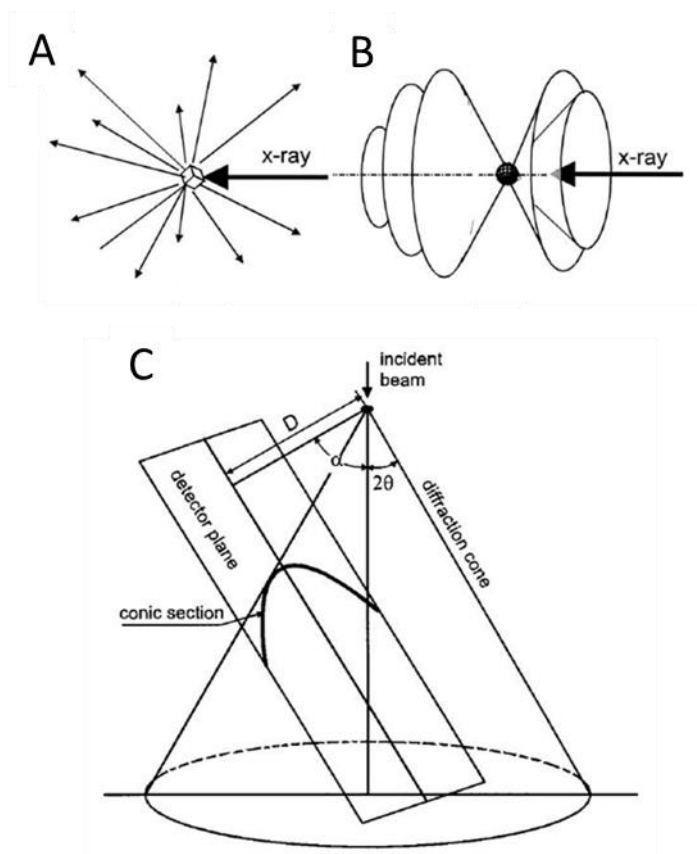 A
B
x-ray
x-ray
C
incident
beam
D
α
2θ
detector plane
diffraction cone
conic section